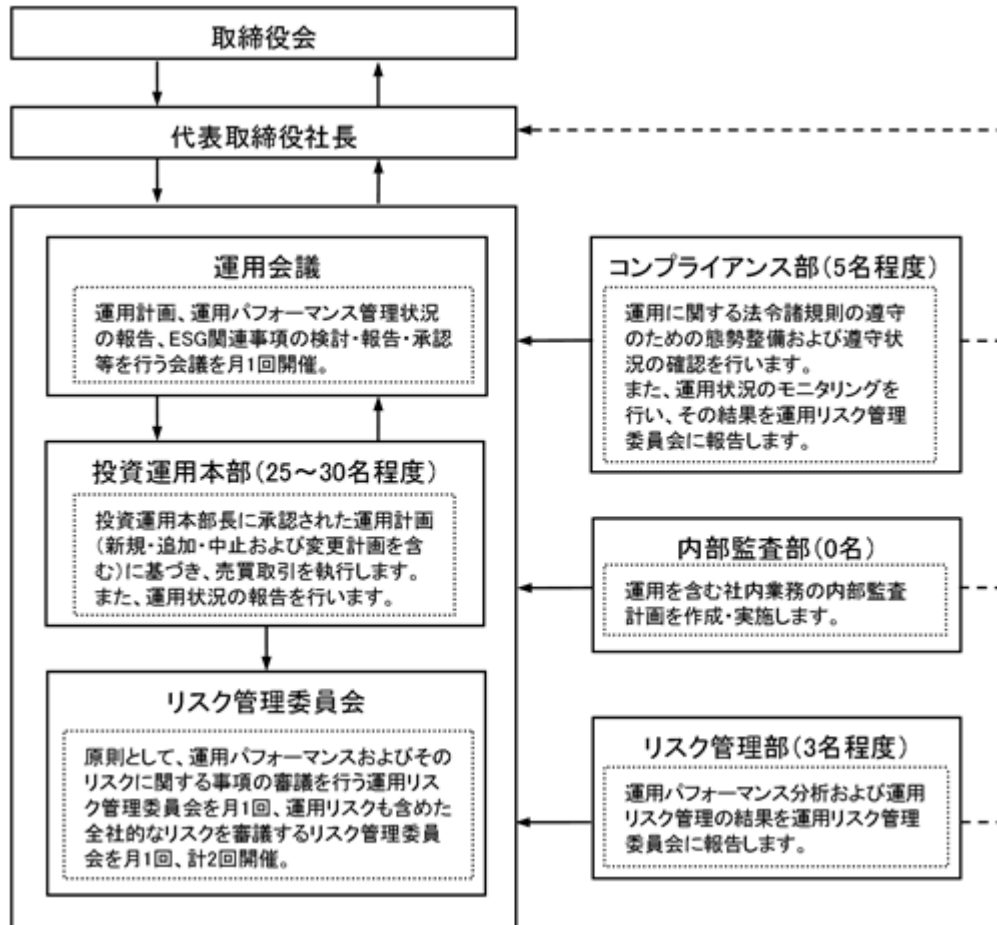 取締役会
代表取締役社長
運用会議
運用計画、運用パフォーマンス管理状況
の報告、ESG関連事項の検討・報告・承認
等を行う会議を月1回開催。
投資運用本部(25～30名程度)
投資運用本部長に承認された運用計画
(新規・追加・中止および変更計画を含
む)に基づき、売買取引を執行します。
また、運用状況の報告を行います。
リスク管理委員会
原則として、運用パフォーマンスおよびその
リスクに関する事項の審議を行う運用リス
ク管理委員会を月1回、運用リスクも含めた
全社的なリスクを審議するリスク管理委員
会を月1回、計2回開催。
コンプライアンス部(5名程度)
運用に関する法令諸規則の遵守
のための態勢整備および遵守状
況の確認を行います。
また、運用状況のモニタリングを
行い、その結果を運用リスク管理
委員会に報告します。
内部監査部(0名)
運用を含む社内業務の内部監査
計画を作成・実施します。
リスク管理部(3名程度)
運用パフォーマンス分析および運用
リスク管理の結果を運用リスク管理
委員会に報告します。